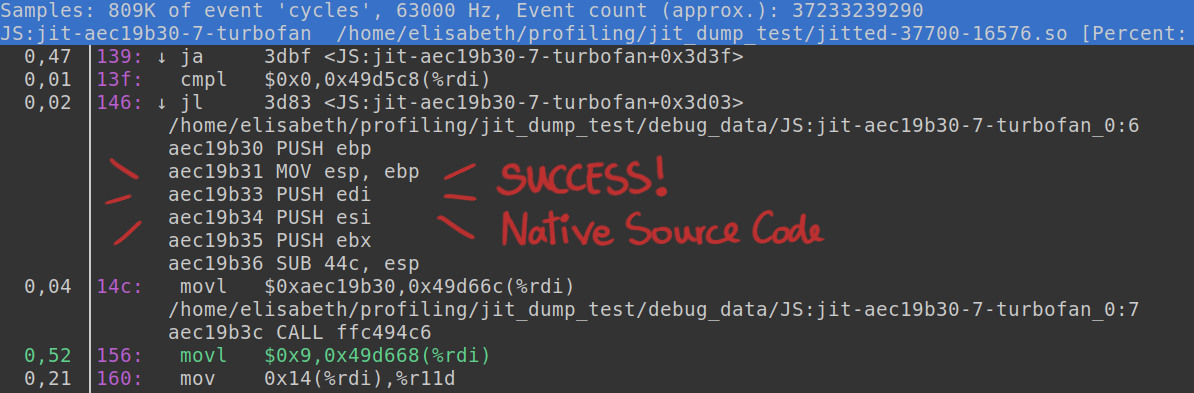 Samples: 809K of event 'cycles', 63000 Hz, Event count (approx.): 37233239290
JS:jit-aec19b30-7-turbofan  /home/elisabeth/profiling/jit_dump_test/jitted-37700-16576.so [Percent:
0,47  139: ↓ ja     3dbf <JS:jit-aec19b30-7-turbofan+0x3d3f>
0,01  13f:   cmpl   $0x0,0x49d5c8(%rdi)
0,02  146: ↓ jl     3d83 <JS:jit-aec19b30-7-turbofan+0x3d03>
/home/elisabeth/profiling/jit_dump_test/debug_data/JS:jit-aec19b30-7-turbofan_0:6
aec19b30 PUSH ebp
aec19b31 MOV esp, ebp
aec19b33 PUSH edi
aec19b34 PUSH esi
aec19b35 PUSH ebx
SUCCESS!
Native Source Code
aec19b36 SUB 44c, esp
0,04  14c:   movl   $0xaec19b30,0x49d66c(%rdi)
/home/elisabeth/profiling/jit_dump_test/debug_data/JS:jit-aec19b30-7-turbofan_0:7
aec19b3c CALL ffc494c6
0,52  156:   movl   $0x9,0x49d668(%rdi)
0,21  160:   mov    0x14(%rdi),%r11d